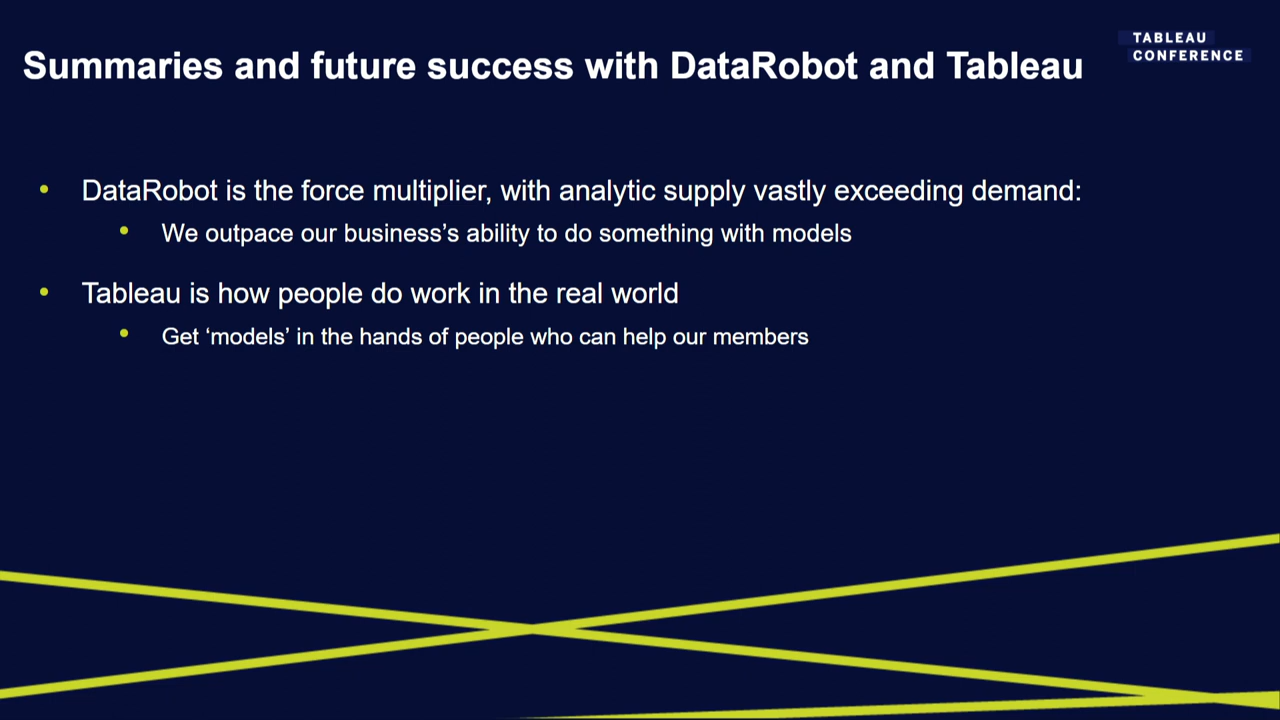 Summaries and future success with DataRobot and Tableau
TABLEAU
CONFERENCE
• DataRobot is the force multiplier, with analytic supply vastly exceeding demand:
• We outpace our business’s ability to do something with models
• Tableau is how people do work in the real world
• Get ‘models’ in the hands of people who can help our members